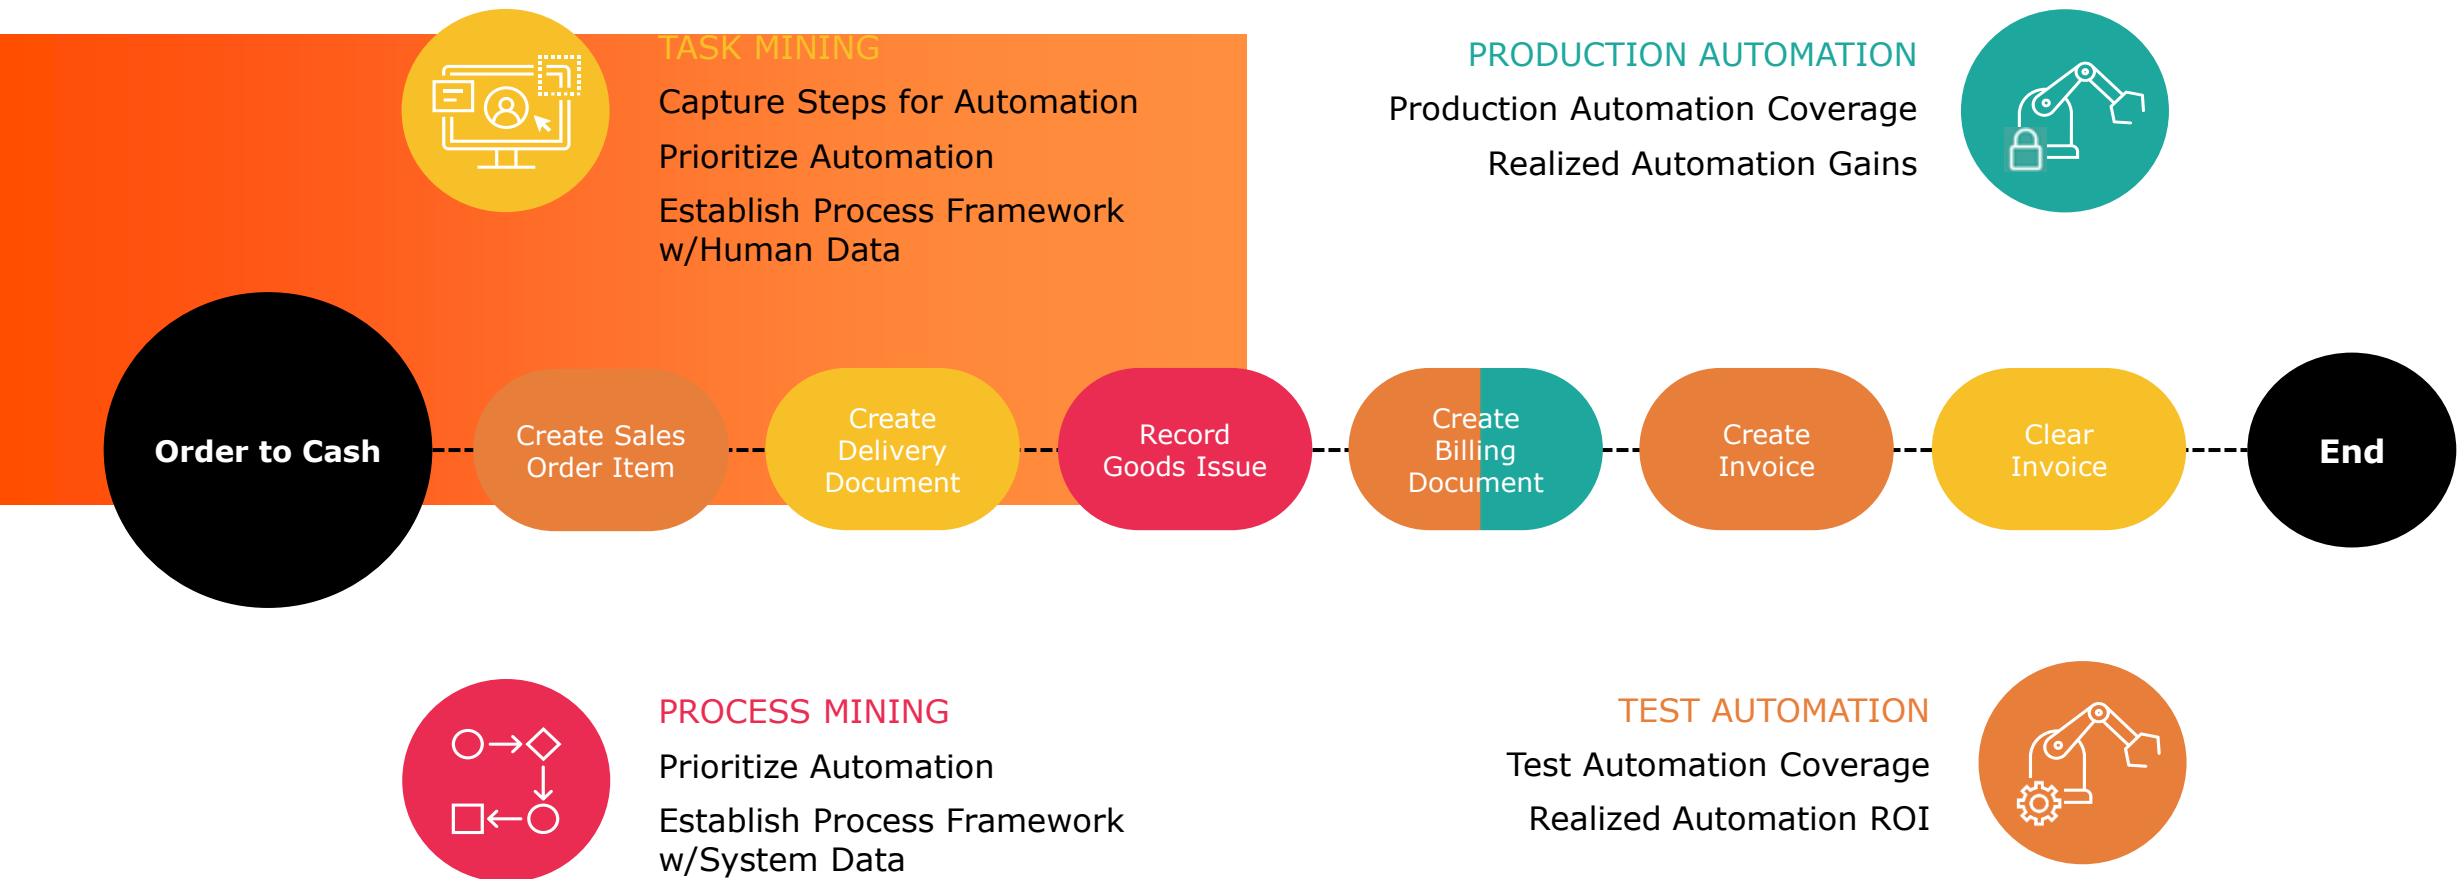 TASK MINING
Capture Steps for Automation
Prioritize Automation
Establish Process Framework
w/Human Data
PRODUCTION AUTOMATION
Production Automation Coverage
Realized Automation Gains
Order to Cash
Create Sales
Order Item
Create
Delivery
Document
Record
Goods Issue
Create
Billing
Document
Create
Invoice
Clear
Invoice
End
PROCESS MINING
Prioritize Automation
Establish Process Framework
w/System Data
TEST AUTOMATION
Test Automation Coverage
Realized Automation ROI